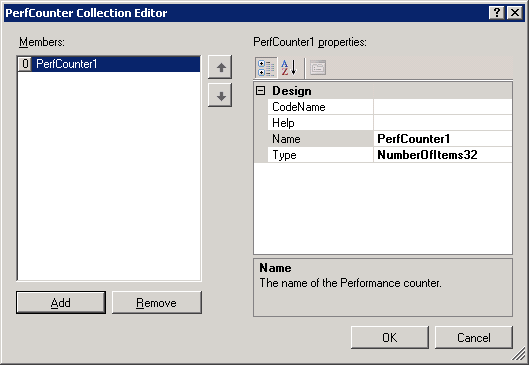 PerfCounter Collection Editor
Members:
0 PerfCounter1
Add Remove
PerfCounter1 properties:
Design
CodeName
Help
Name PerfCounter1
Type NumberOfItems32
Name
The name of the Performance counter.
OK Cancel